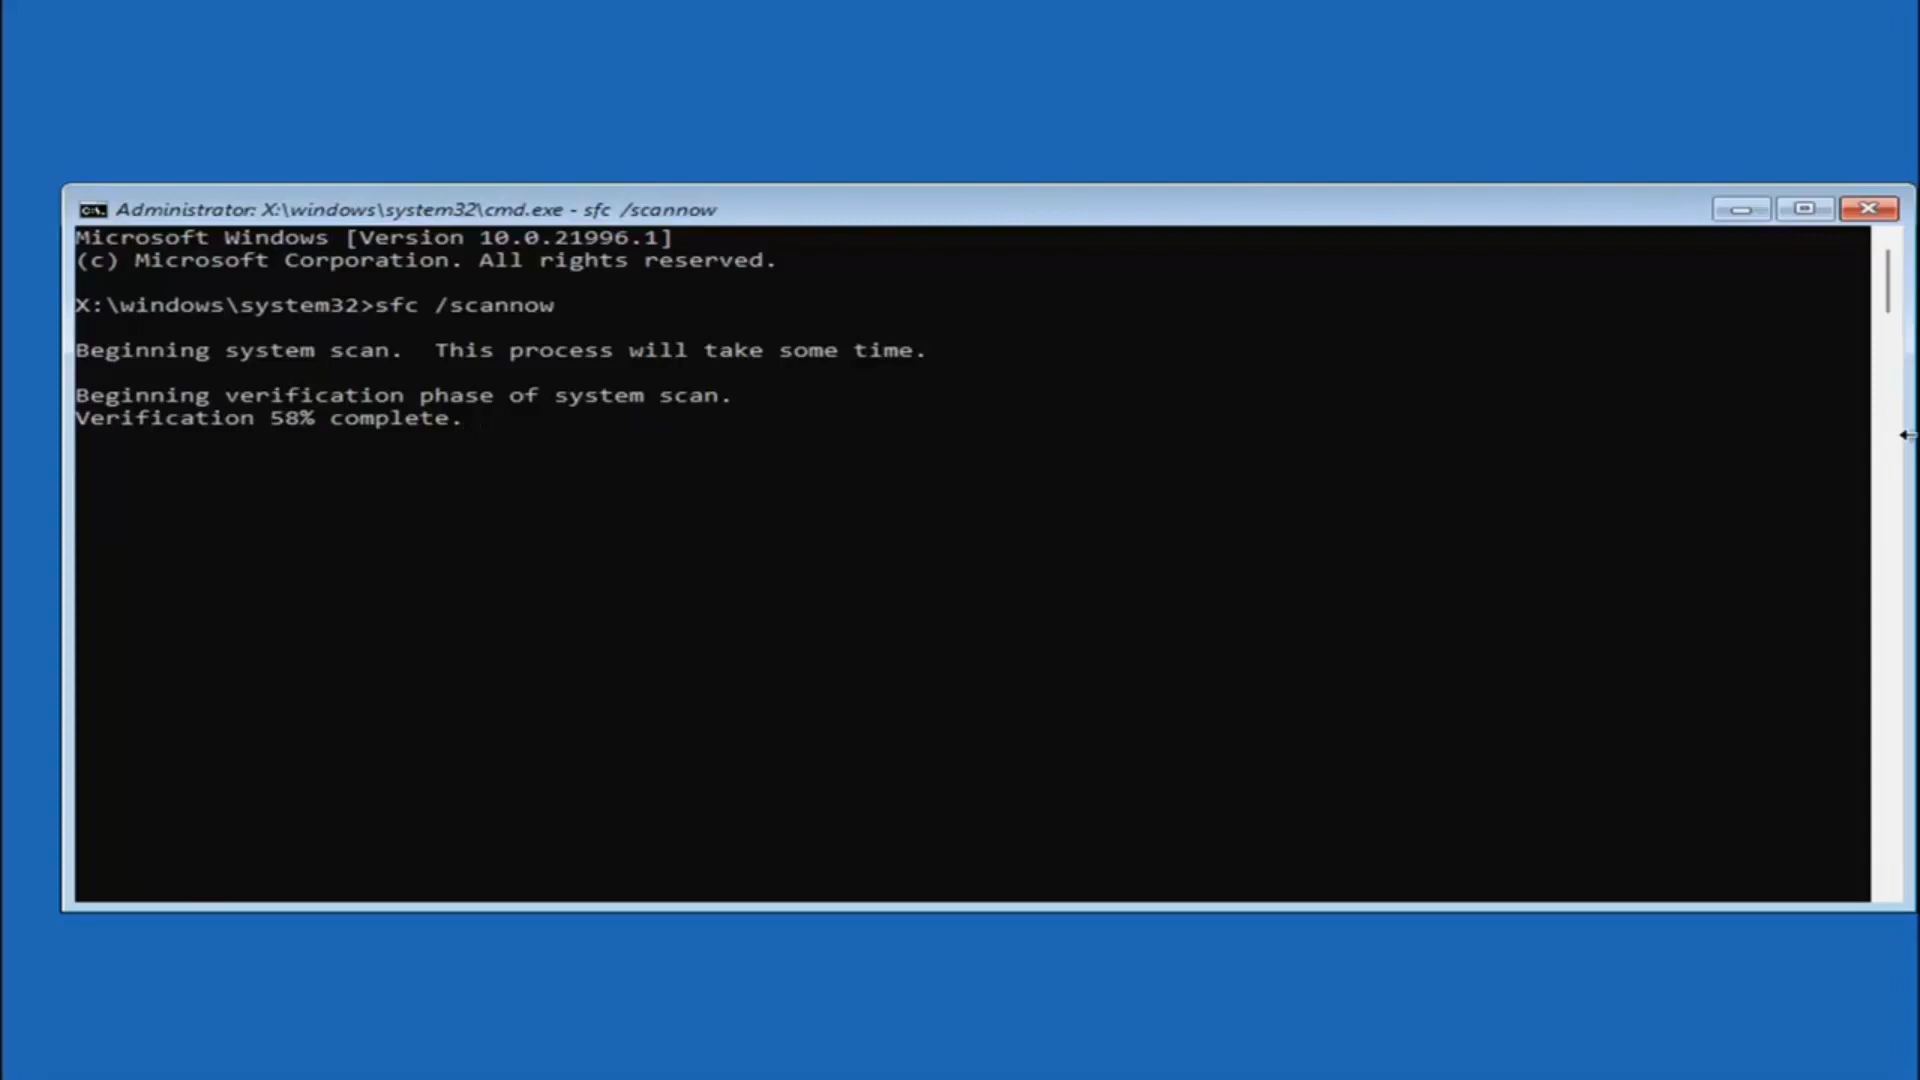 Administrator: X:\windows\system32\cmd.exe - sfc /scannow
Microsoft Windows [Version 10.0.21996.1]
(c) Microsoft Corporation. All rights reserved.
X:\windows\system32>sfc /scannow
Beginning system scan.  This process will take some time.
Beginning verification phase of system scan.
Verification 58% complete.